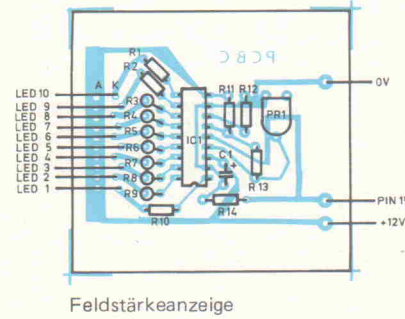 PCB C
R1
R2
A K
R11 R12
0V
LED 10
R3
LED 9
R4
PR1
LED 8
IC1
LED 7
R5
LED 6
R6
LED 5
C1
+
LED 4
R7
LED 3
R8
R13
LED 2
LED 1
R9
R14
R10
+12V
Feldstärkeanzeige